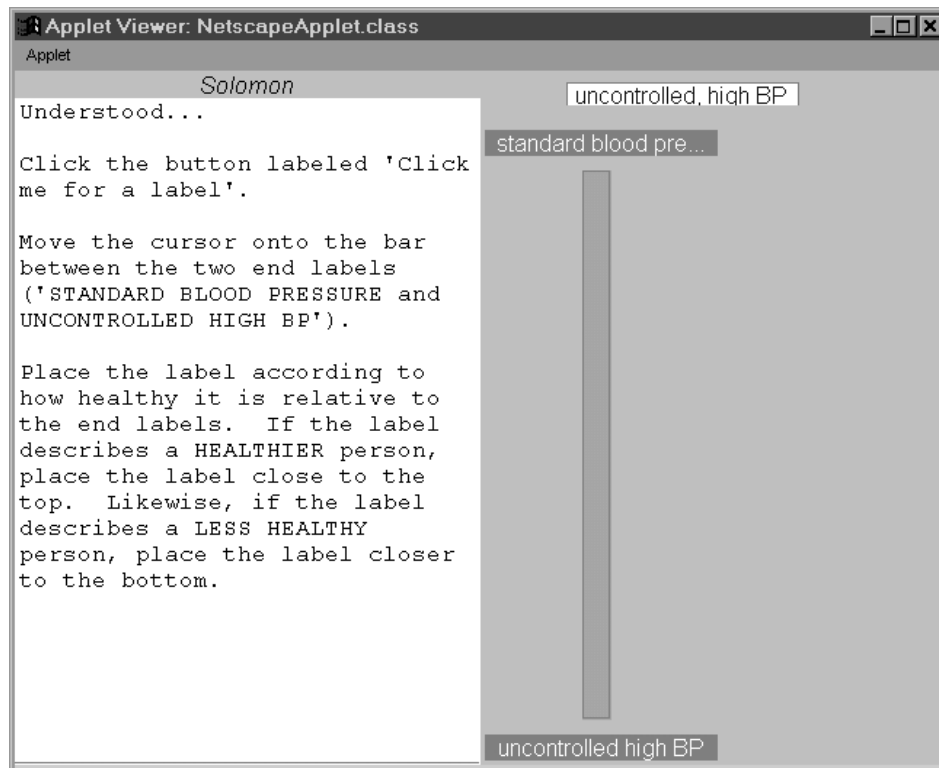 Applet Viewer: NetscapeApplet.class
Applet
Solomon
Understood...
Click the button labeled 'Click
me for a label'.
Move the cursor onto the bar
between the two end labels
('STANDARD BLOOD PRESSURE and
UNCONTROLLED HIGH BP').
Place the label according to
how healthy it is relative to
the end labels.  If the label
describes a HEALTHIER person,
place the label close to the
top.  Likewise, if the label
describes a LESS HEALTHY
person, place the label closer
to the bottom.
uncontrolled, high BP
standard blood pre...
uncontrolled high BP